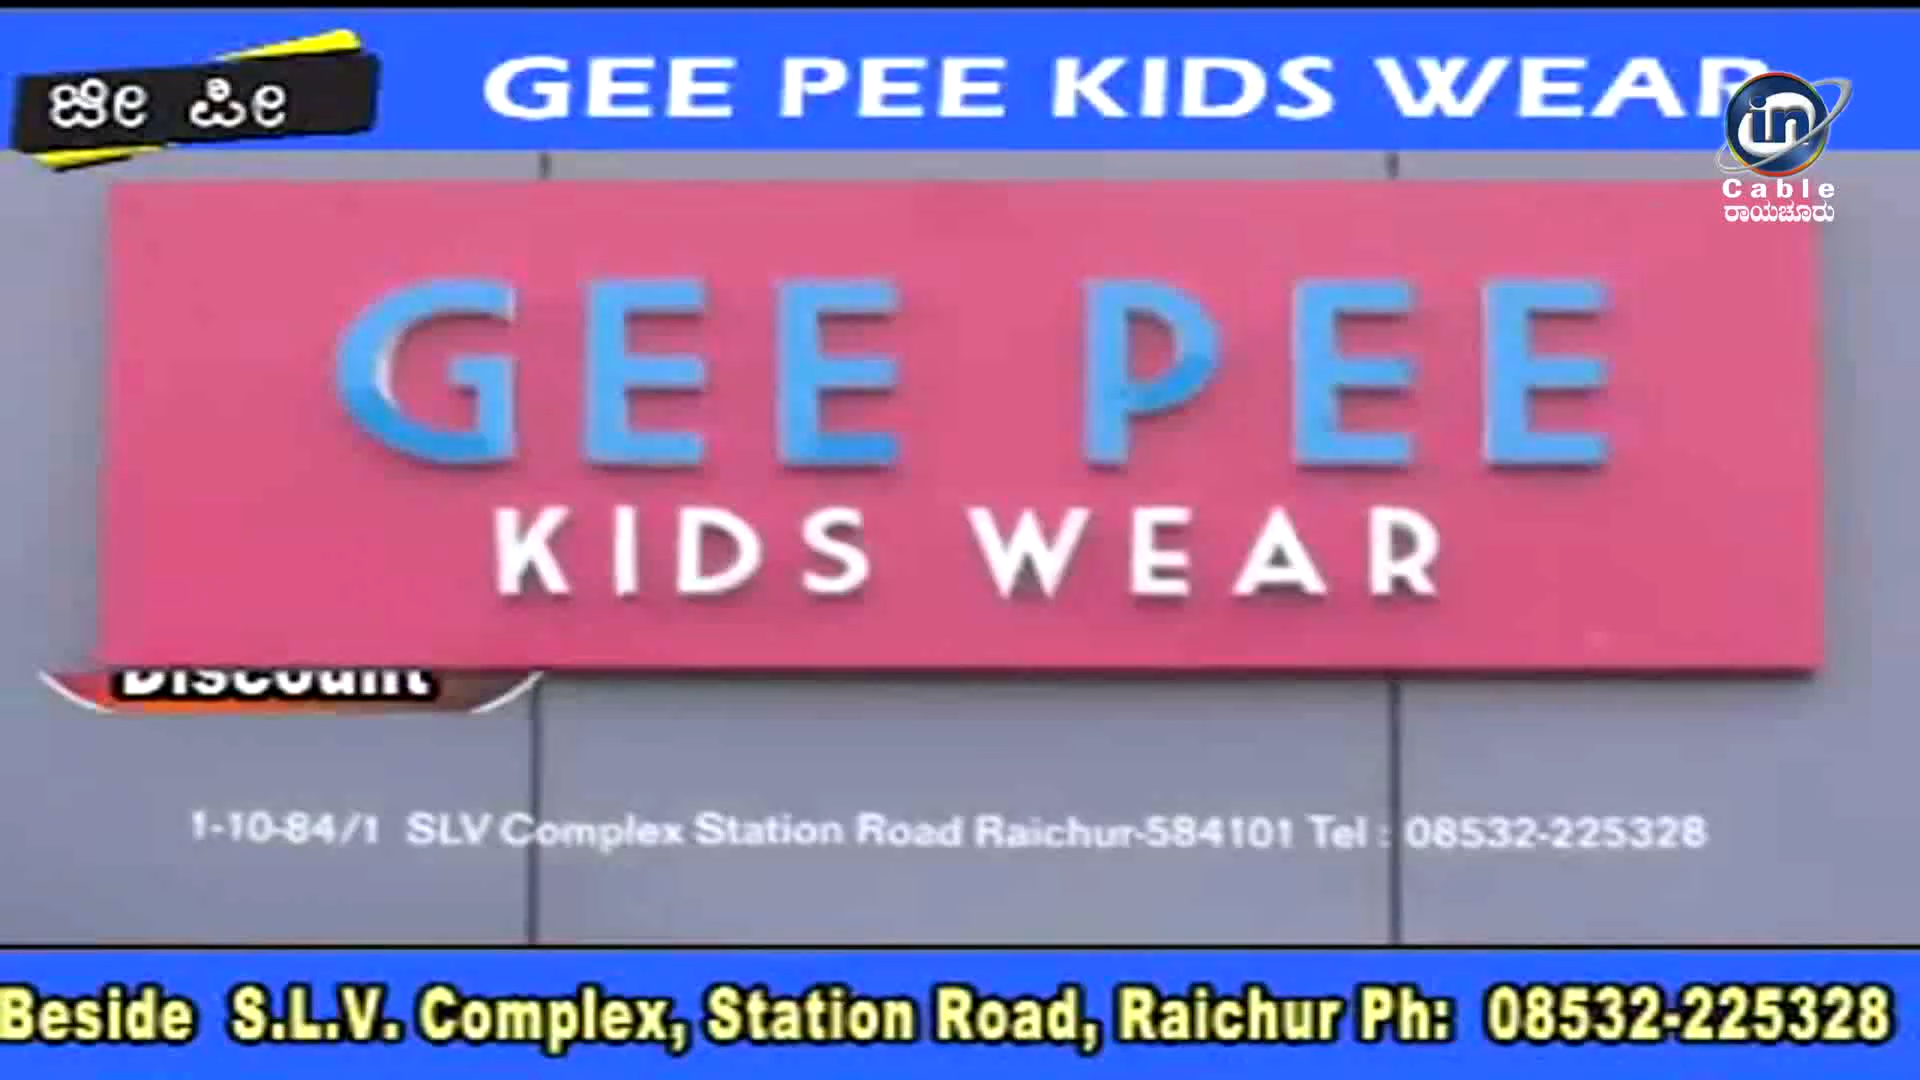 ಜೀ ಪೀ
GEE PEE KIDS WEAR
in
Cable
ರಾಯಚೂರು
GEE PEE
KIDS WEAR
Discount
1-10-84/1 SLV Complex Station Road Raichur-584101 Tel : 08532-225328
Beside S.L.V. Complex, Station Road, Raichur Ph: 08532-225328